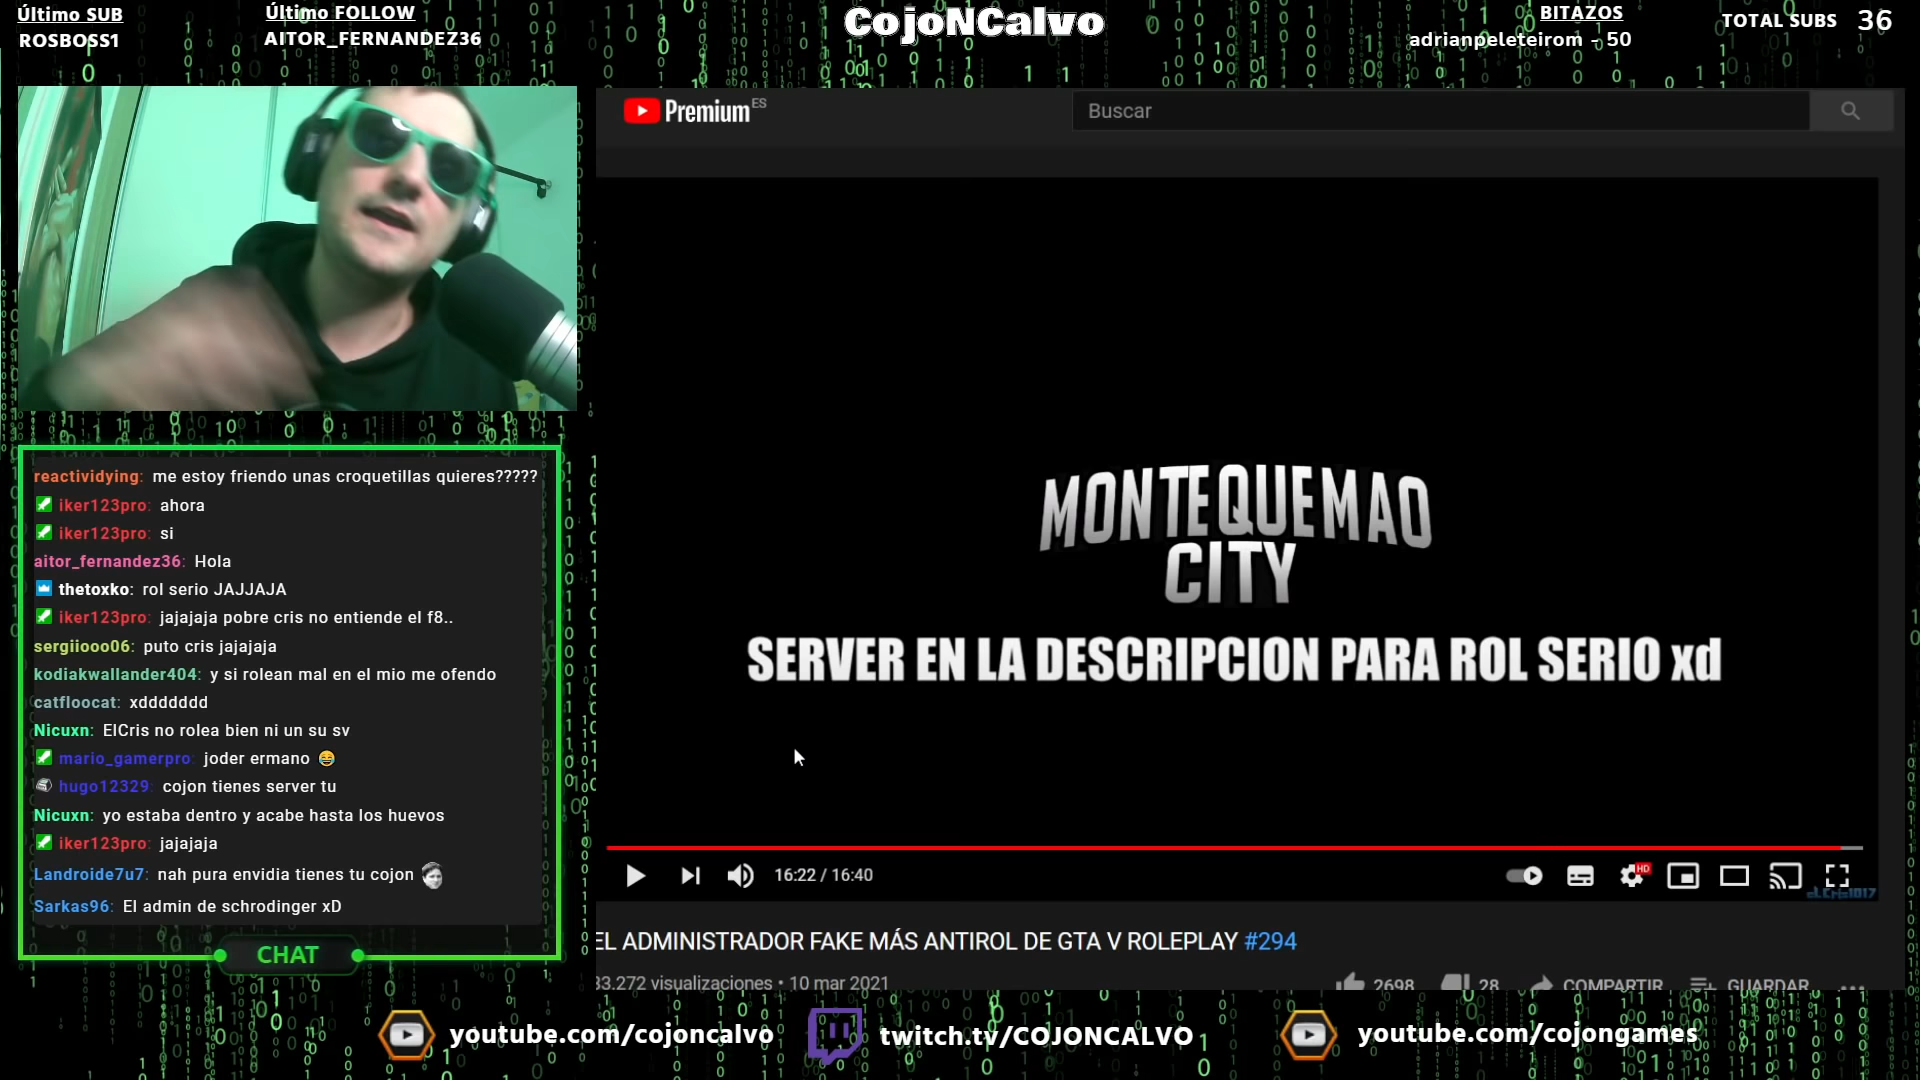 Último SUB
ROSBOSS1
Último FOLLOW
AITOR_FERNANDEZ36
CojoNCalvo
BITAZOS
adrianpeleteirom - 50
TOTAL SUBS 36
Premium ES
Buscar
reactividying: me estoy friendo unas croquetillas quieres?????
iker123pro: ahora
iker123pro: si
aitor_fernandez36: Hola
thetoxko: rol serio JAJJAJA
iker123pro: jajajaja pobre cris no entiende el f8..
sergiiooo06: puto cris jajajaja
kodiakwallander404: y si rolean mal en el mio me ofendo
catfloocat: xddddddd
Nicuxn: ElCris no rolea bien ni un su sv
mario_gamerpro: joder ermano 😂
hugo12329: cojon tienes server tu
Nicuxn: yo estaba dentro y acabe hasta los huevos
iker123pro: jajajaja
Landroide7u7: nah pura envidia tienes tu cojon
Sarkas96: El admin de schrodinger xD
CHAT
MONTEQUEMAO
CITY
SERVER EN LA DESCRIPCION PARA ROL SERIO xd
16:22 / 16:40
HD
elcris1017
EL ADMINISTRADOR FAKE MÁS ANTIROL DE GTA V ROLEPLAY #294
33.272 visualizaciones • 10 mar 2021
2698
28
COMPARTIR
GUARDAR
youtube.com/cojoncalvo
twitch.tv/COJONCALVO
youtube.com/cojongames